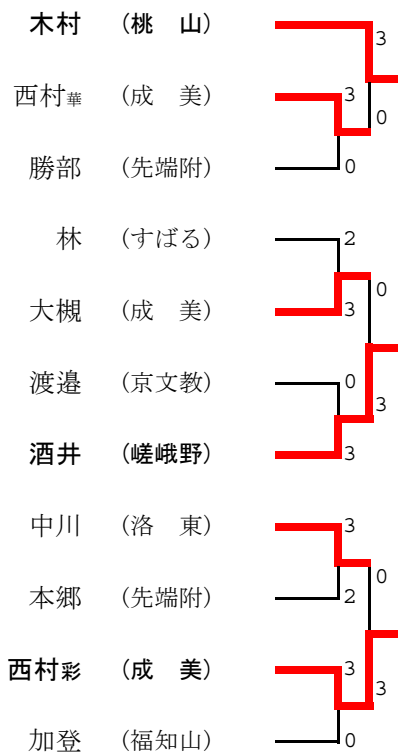 木村 (桃 山)
3
西村華 (成 美) 3
0
勝部 (先端附) 0
林 (すばる) 2
0
大槻 (成 美) 3
渡邉 (京文教) 0
3
酒井 (嵯峨野) 3
中川 (洛 東) 3
0
本郷 (先端附) 2
西村彩 (成 美) 3
3
加登 (福知山) 0